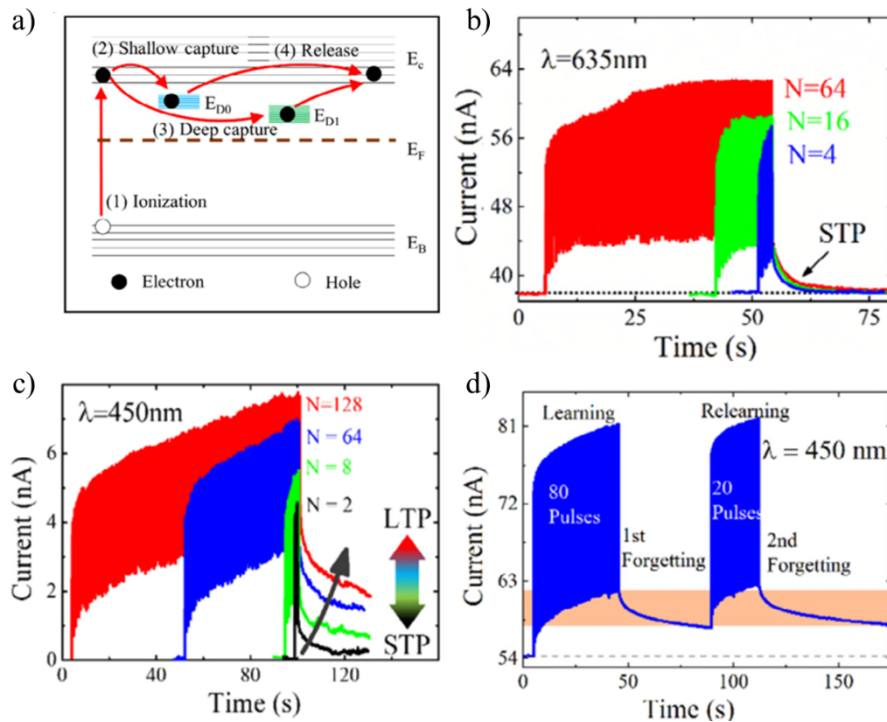 a)
(2) Shallow capture
(4) Release
E_c
E_D0
E_D1
(3) Deep capture
E_F
(1) Ionization
E_B
Electron
Hole
b)
λ=635nm
64
56
48
40
Current (nA)
N=64
N=16
N=4
STP
0
25
50
75
Time (s)
c)
λ=450nm
N=128
N = 64
N = 8
N = 2
LTP
STP
6
4
2
0
Current (nA)
0
40
80
120
Time (s)
d)
Learning
Relearning
λ = 450 nm
80
Pulses
20
Pulses
1st
Forgetting
2nd
Forgetting
81
72
63
54
Current (nA)
0
50
100
150
Time (s)